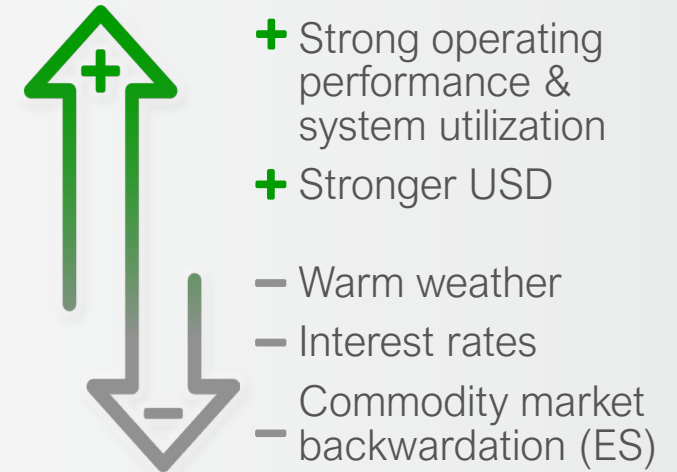 + Strong operating
performance &
system utilization
+ Stronger USD
– Warm weather
– Interest rates
Commodity market
– backwardation (ES)